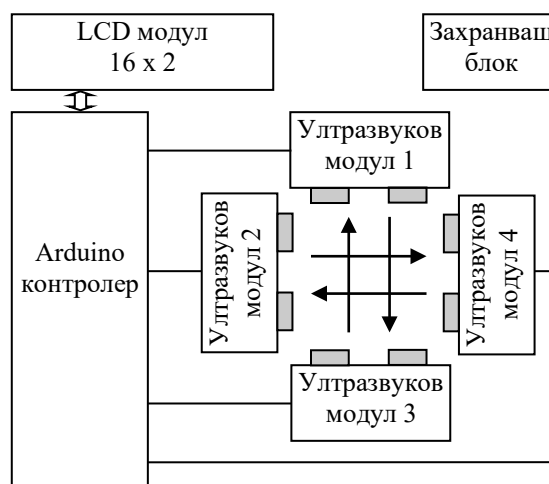 LCD модул
16 x 2
Захранващ
блок
Ултразвуков
модул 1
Ултразвуков
модул 2
Ултразвуков
модул 4
Arduino
контролер
Ултразвуков
модул 3